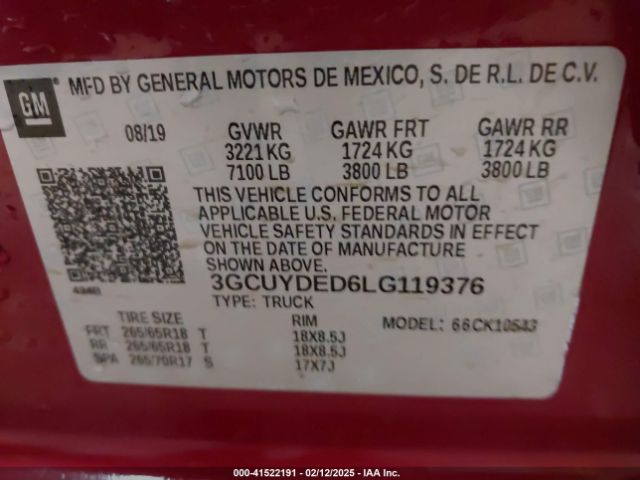 GM
MFD BY GENERAL MOTORS DE MEXICO, S. DE R.L. DE C.V.
08/19 GVWR GAWR FRT GAWR RR
3221 KG 1724 KG 1724 KG
7100 LB 3800 LB 3800 LB
THIS VEHICLE CONFORMS TO ALL
APPLICABLE U.S. FEDERAL MOTOR
VEHICLE SAFETY STANDARDS IN EFFECT
ON THE DATE OF MANUFACTURE
SHOWN ABOVE.
3GCUYDED6LG119376
TYPE: TRUCK
TIRE SIZE RIM MODEL: 66CK10543
FRT 265/65R18 T 18X8.5J
RR 265/65R18 T 18X8.5J
SPA 265/70R17 S 17X7J
000-41522191 - 02/12/2025 - IAA, LLC.